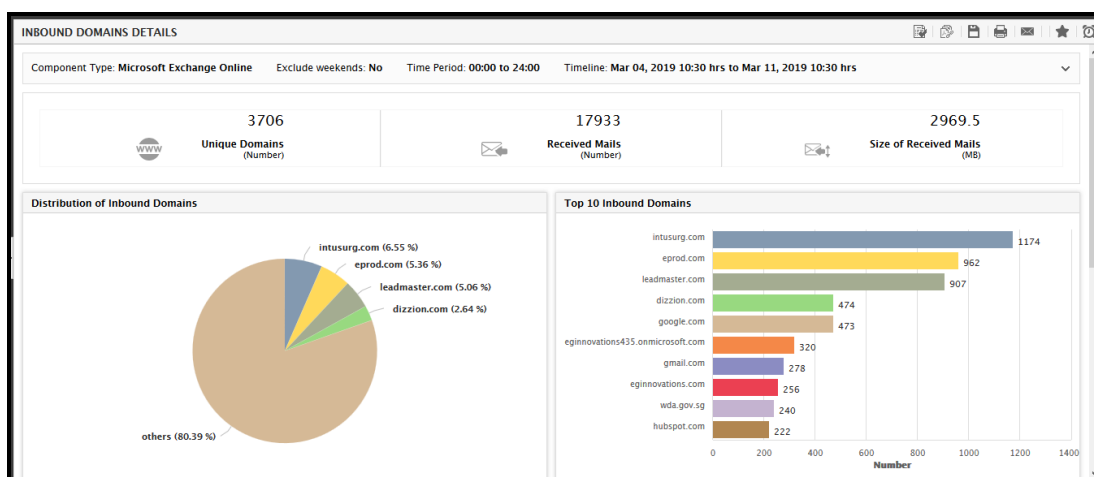 INBOUND DOMAINS DETAILS
Component Type: Microsoft Exchange Online Exclude weekends: No Time Period: 00:00 to 24:00 Timeline: Mar 04, 2019 10:30 hrs to Mar 11, 2019 10:30 hrs
3706
Unique Domains
(Number)
www
17933
Received Mails
(Number)
2969.5
Size of Received Mails
(MB)
Distribution of Inbound Domains
intusurg.com (6.55 %)
eprod.com (5.36 %)
leadmaster.com (5.06 %)
dizzion.com (2.64 %)
others (80.39 %)
Top 10 Inbound Domains
intusurg.com 1174
eprod.com 962
leadmaster.com 907
dizzion.com 474
google.com 473
eginnovations435.onmicrosoft.com 320
gmail.com 278
eginnovations.com 256
wda.gov.sg 240
hubspot.com 222
0 200 400 600 800 1000 1200 1400
Number